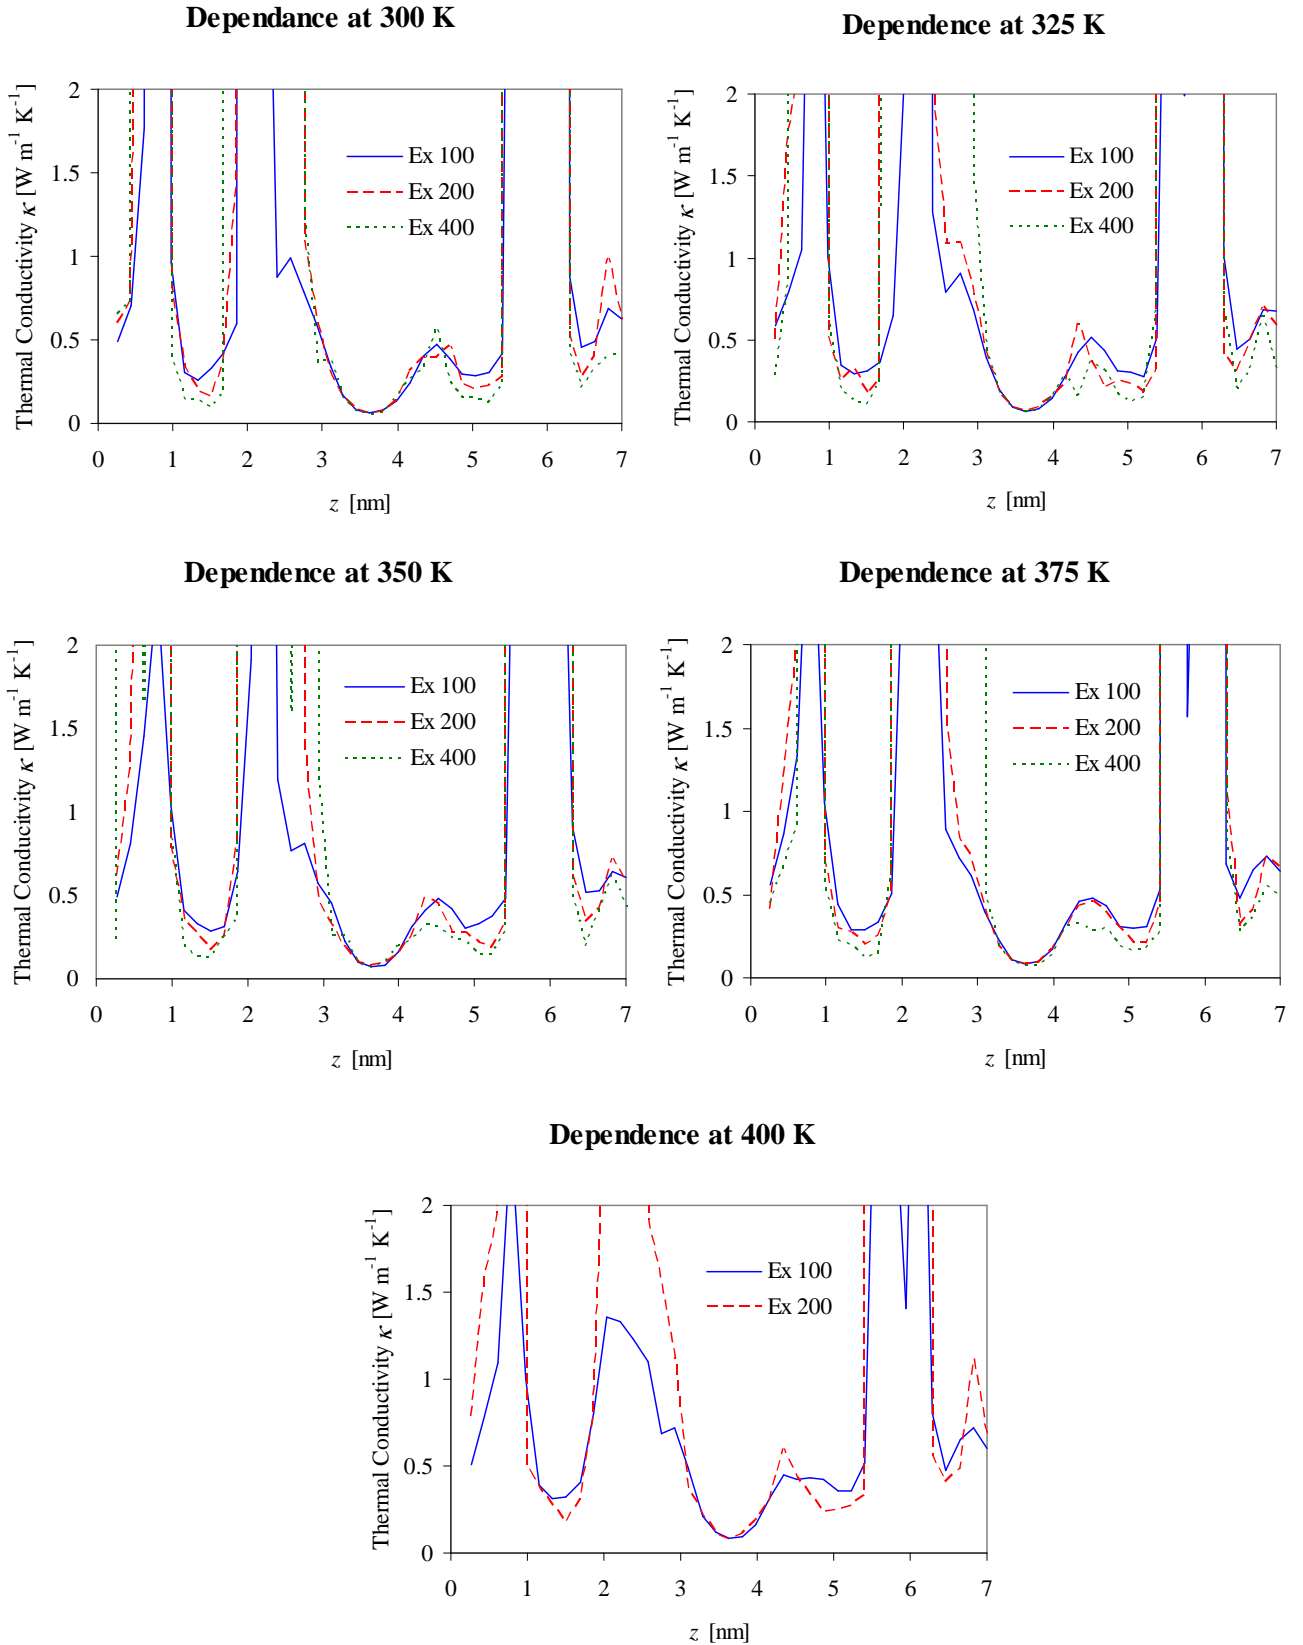 Dependance at 300 K
Thermal Conductivity κ [W m⁻¹ K⁻¹]
2
1.5
1
0.5
0
Ex 100
Ex 200
Ex 400
0 1 2 3 4 5 6 7
z [nm]
Dependence at 325 K
Thermal Conductivity κ [W m⁻¹ K⁻¹]
2
1.5
1
0.5
0
Ex 100
Ex 200
Ex 400
0 1 2 3 4 5 6 7
z [nm]
Dependence at 350 K
Thermal Conductivity κ [W m⁻¹ K⁻¹]
2
1.5
1
0.5
0
Ex 100
Ex 200
Ex 400
0 1 2 3 4 5 6 7
z [nm]
Dependence at 375 K
Thermal Conductivity κ [W m⁻¹ K⁻¹]
2
1.5
1
0.5
0
Ex 100
Ex 200
Ex 400
0 1 2 3 4 5 6 7
z [nm]
Dependence at 400 K
Thermal Conductivity κ [W m⁻¹ K⁻¹]
2
1.5
1
0.5
0
Ex 100
Ex 200
0 1 2 3 4 5 6 7
z [nm]